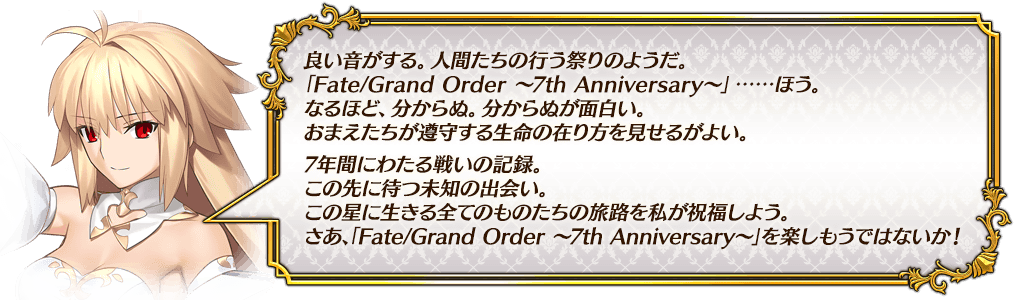 良い音がする。人間たちの行う祭りのようだ。
「Fate/Grand Order ～7th Anniversary～」……ほう。
なるほど、分からぬ。分からぬが面白い。
おまえたちが遵守する生命の在り方を見せるがよい。
7年間にわたる戦いの記録。
この先に待つ未知の出会い。
この星に生きる全てのものたちの旅路を私が祝福しよう。
さあ、「Fate/Grand Order ～7th Anniversary～」を楽しもうではないか！